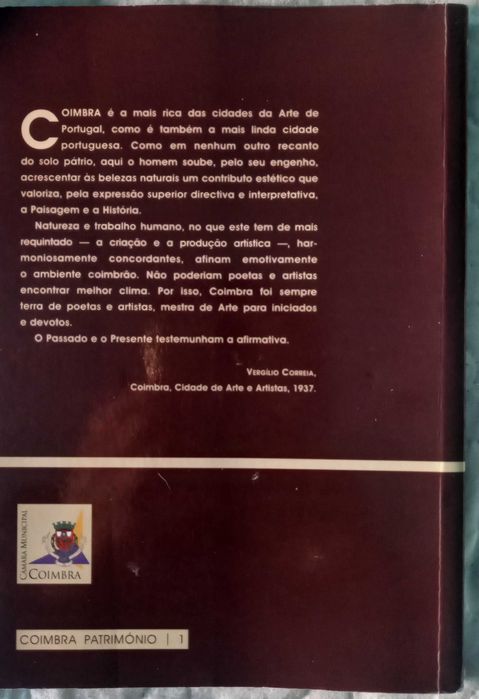 COIMBRA é a mais rica das cidades da Arte de
Portugal, como é também a mais linda cidade
portuguesa. Como em nenhum outro recanto
do solo pátrio, aqui o homem soube, pelo seu engenho,
acrescentar às belezas naturais um contributo estético que
valoriza, pela expressão superior directiva e interpretativa,
a Paisagem e a História.
Natureza e trabalho humano, no que este tem de mais
requintado — a criação e a produção artística —, har-
moniosamente concordantes, afinam emotivamente
o ambiente coimbrão. Não poderiam poetas e artistas
encontrar melhor clima. Por isso, Coimbra foi sempre
terra de poetas e artistas, mestra de Arte para iniciados
e devotos.
O Passado e o Presente testemunham a afirmativa.
VERGÍLIO CORREIA,
Coimbra, Cidade de Arte e Artistas, 1937.
CÂMARA MUNICIPAL
COIMBRA
COIMBRA PATRIMÓNIO | 1